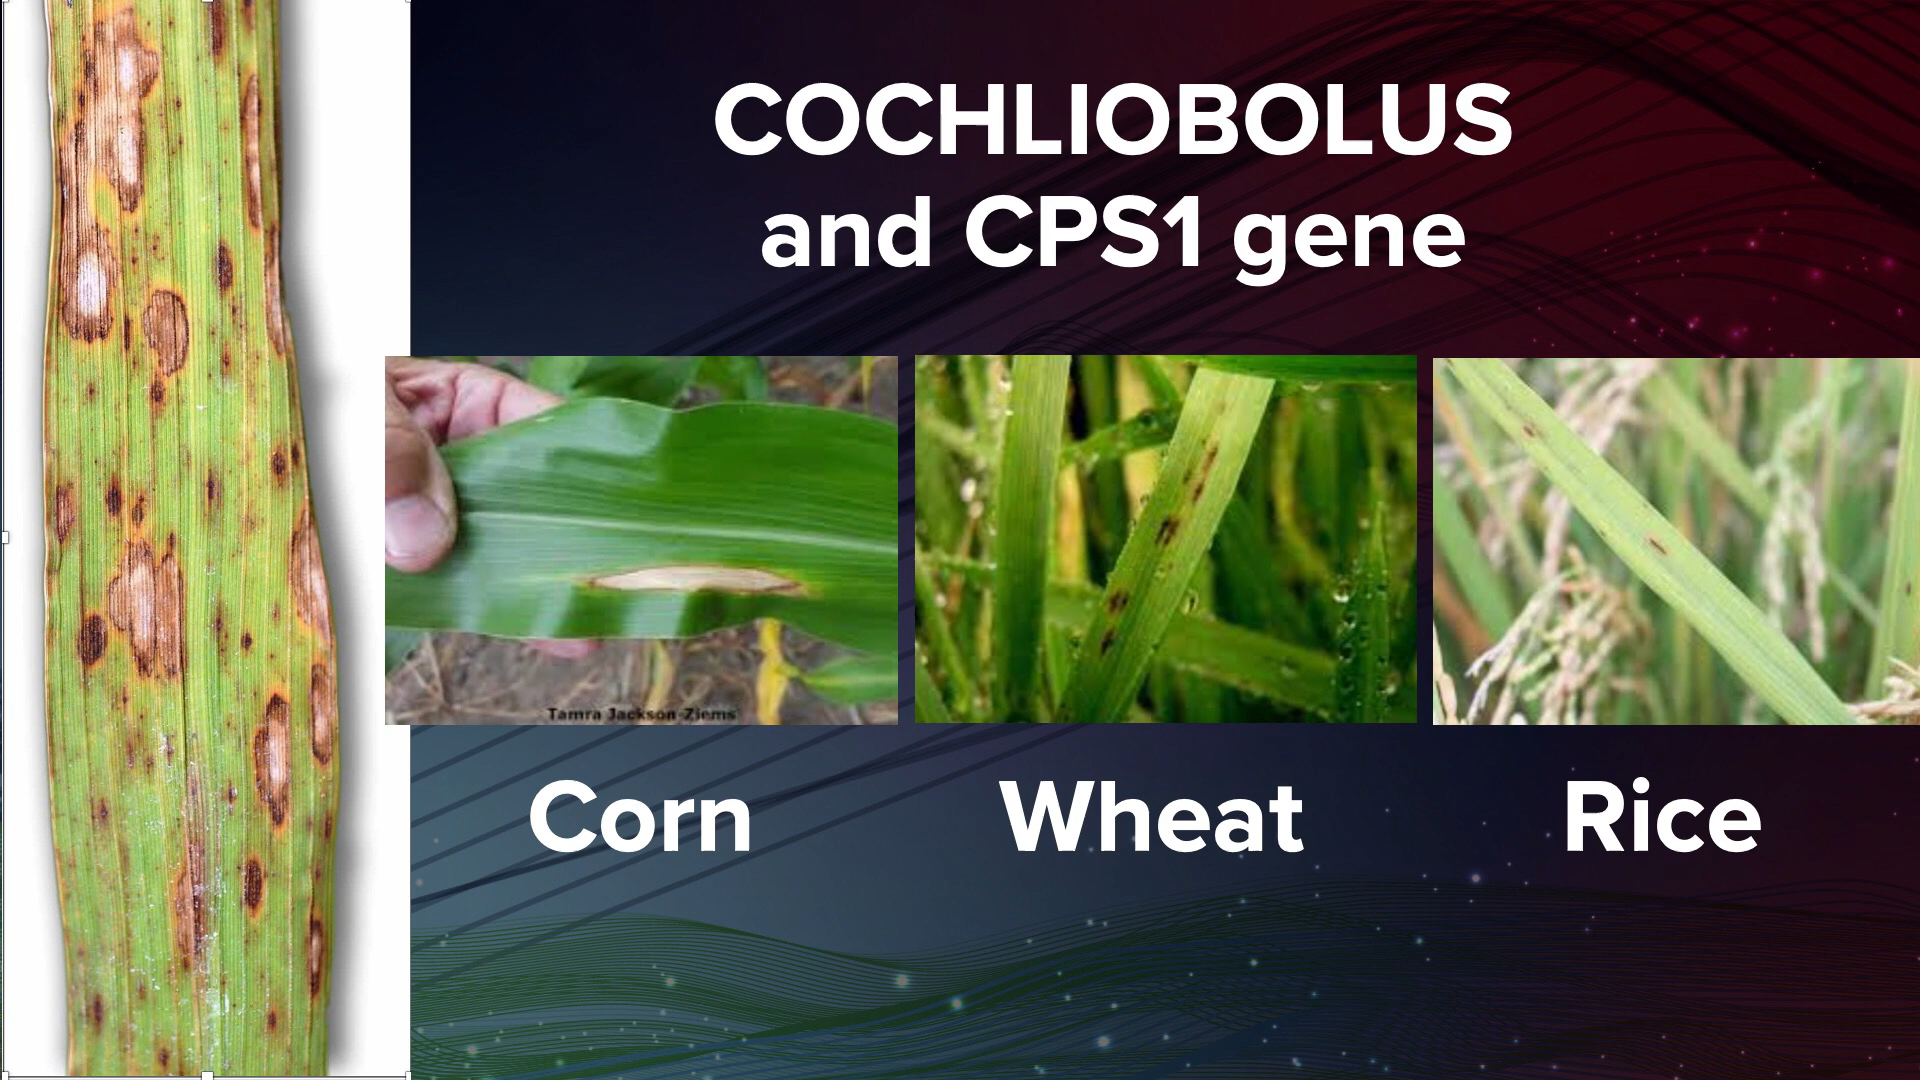 COCHLIOBOLUS
and CPS1 gene
Tamra Jackson-Ziems
Corn
Wheat
Rice